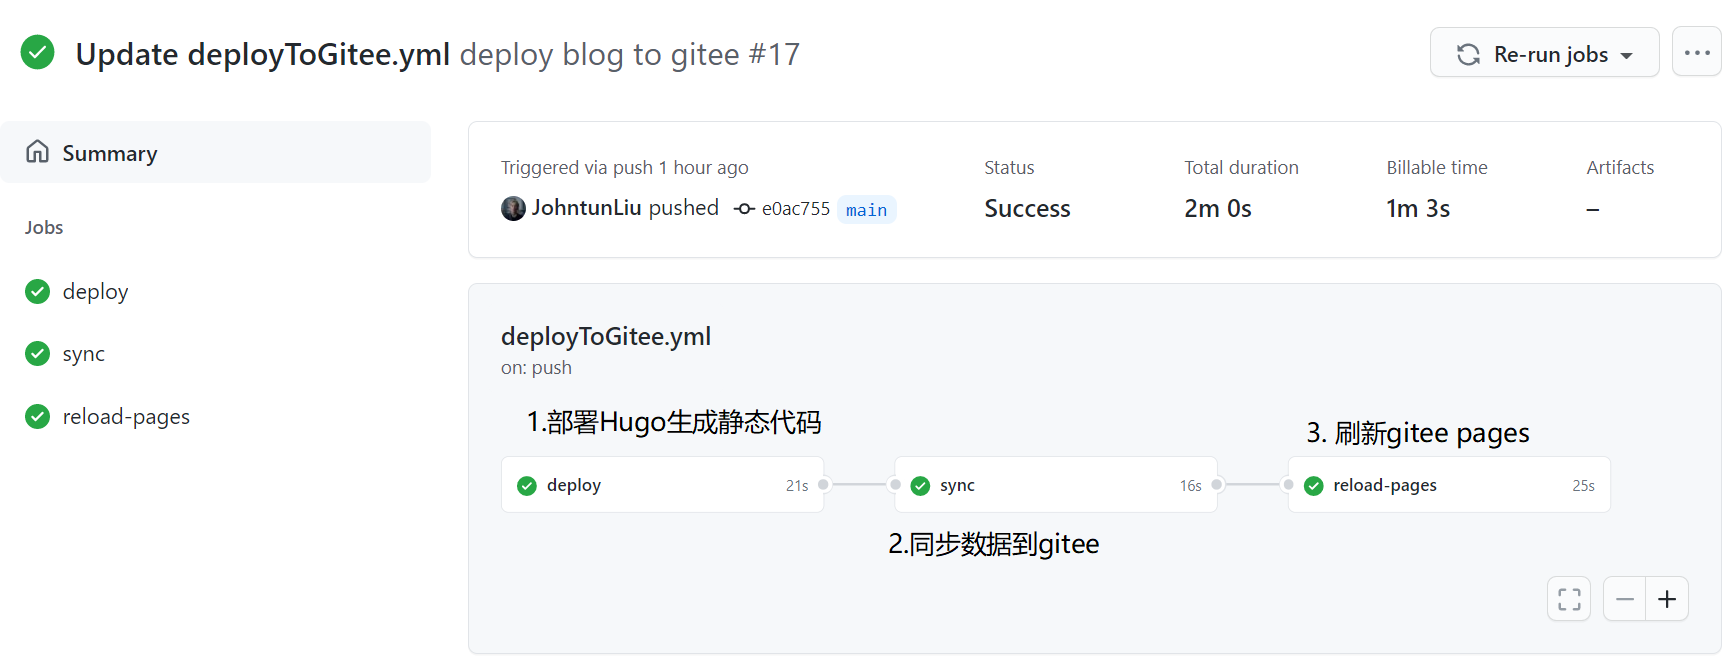 Update deployToGitee.yml deploy blog to gitee #17
Re-run jobs
Summary
Jobs
deploy
sync
reload-pages
Triggered via push 1 hour ago
JohntunLiu pushed e0ac755 main
Status
Success
Total duration
2m 0s
Billable time
1m 3s
Artifacts
–
deployToGitee.yml
on: push
1.部署Hugo生成静态代码
3. 刷新gitee pages
deploy 21s
sync 16s
reload-pages 25s
2.同步数据到gitee